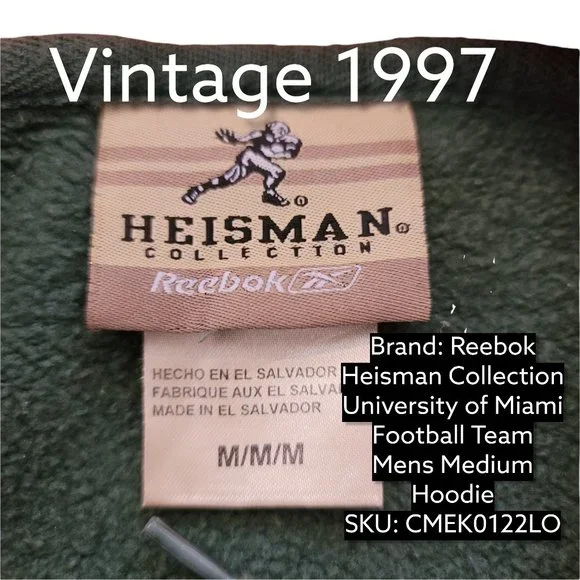 Vintage 1997
HEISMAN
COLLECTION
Reebok
HECHO EN EL SALVADOR
FABRIQUE AUX EL SALVA
MADE IN EL SALVADOR
M/M/M
Brand: Reebok
Heisman Collection
University of Miami
Football Team
Mens Medium
Hoodie
SKU: CMEK0122LO